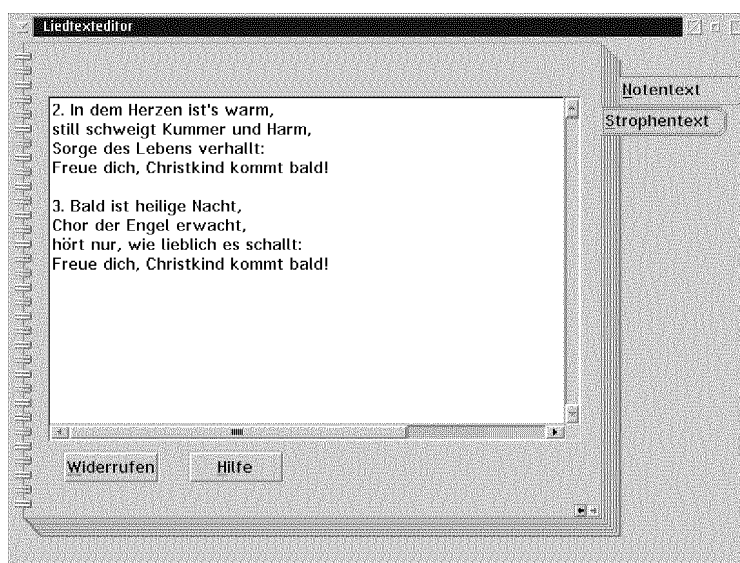 Liedtexteditor
Notentext
Strophentext
2. In dem Herzen ist's warm,
still schweigt Kummer und Harm,
Sorge des Lebens verhallt:
Freue dich, Christkind kommt bald!
3. Bald ist heilige Nacht,
Chor der Engel erwacht,
hört nur, wie lieblich es schallt:
Freue dich, Christkind kommt bald!
Widerrufen
Hilfe